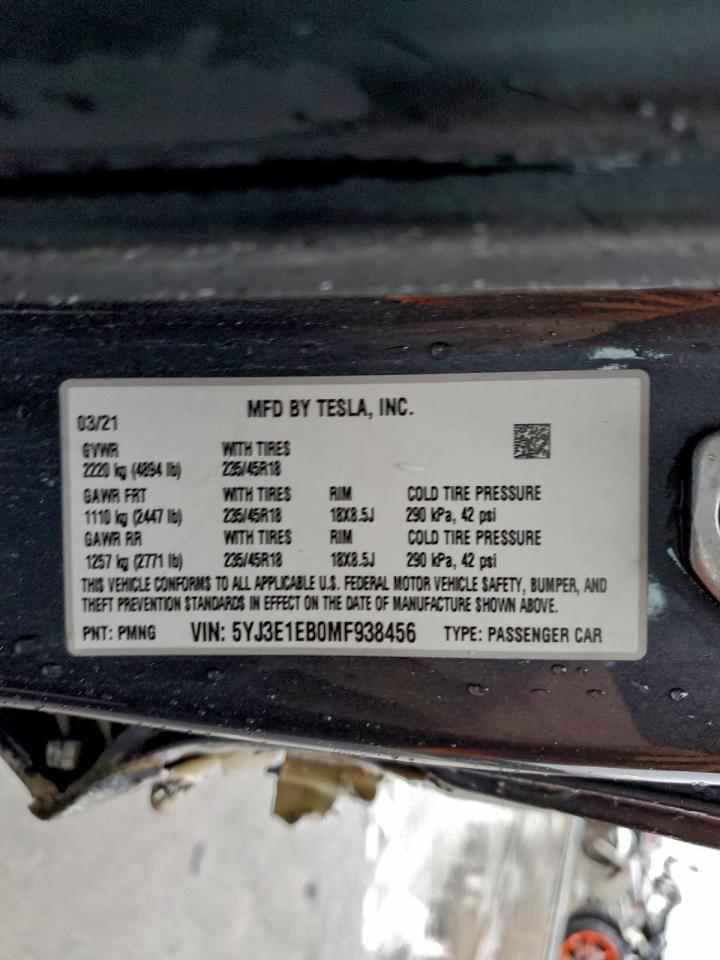 MFD BY TESLA, INC.
03/21
GVWR WITH TIRES
2220 kg (4894 lb) 235/45R18
GAWR FRT WITH TIRES RIM COLD TIRE PRESSURE
1110 kg (2447 lb) 235/45R18 18X8.5J 290 kPa, 42 psi
GAWR RR WITH TIRES RIM COLD TIRE PRESSURE
1257 kg (2771 lb) 235/45R18 18X8.5J 290 kPa, 42 psi
THIS VEHICLE CONFORMS TO ALL APPLICABLE U.S. FEDERAL MOTOR VEHICLE SAFETY, BUMPER, AND
THEFT PREVENTION STANDARDS IN EFFECT ON THE DATE OF MANUFACTURE SHOWN ABOVE.
PNT: PMNG VIN: 5YJ3E1EB0MF938456 TYPE: PASSENGER CAR